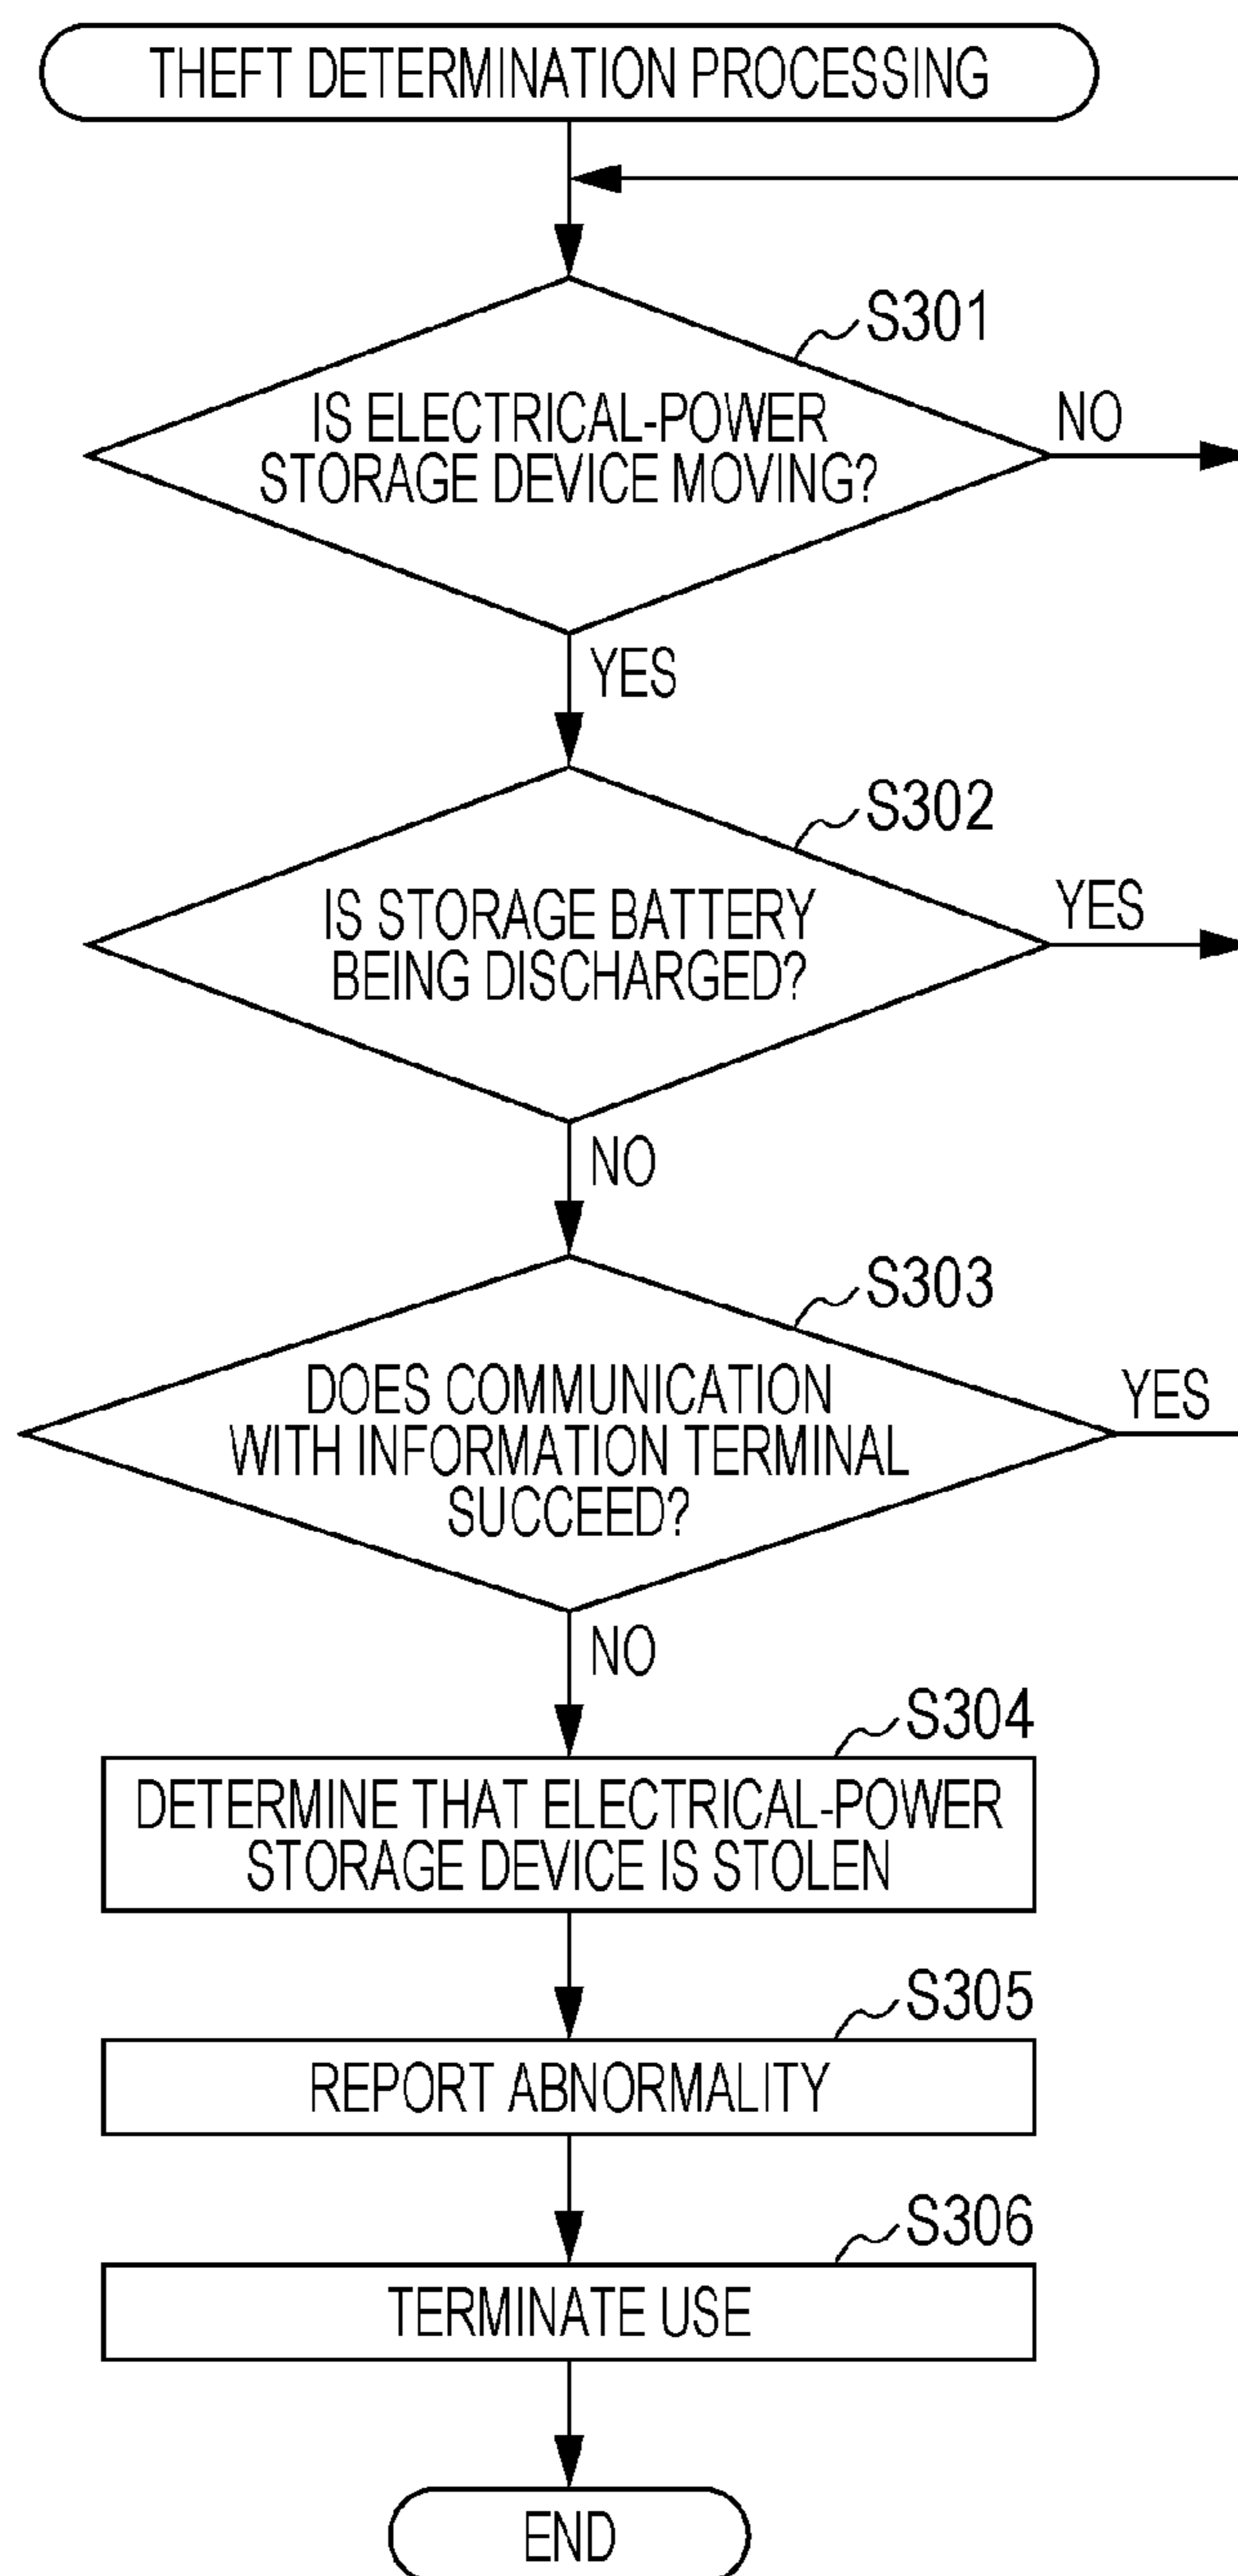 THEFT DETERMINATION PROCESSING
S301
IS ELECTRICAL-POWER
STORAGE DEVICE MOVING?
NO
YES
S302
IS STORAGE BATTERY
BEING DISCHARGED?
YES
NO
S303
DOES COMMUNICATION
WITH INFORMATION TERMINAL
SUCCEED?
YES
NO
S304
DETERMINE THAT ELECTRICAL-POWER
STORAGE DEVICE IS STOLEN
S305
REPORT ABNORMALITY
S306
TERMINATE USE
END